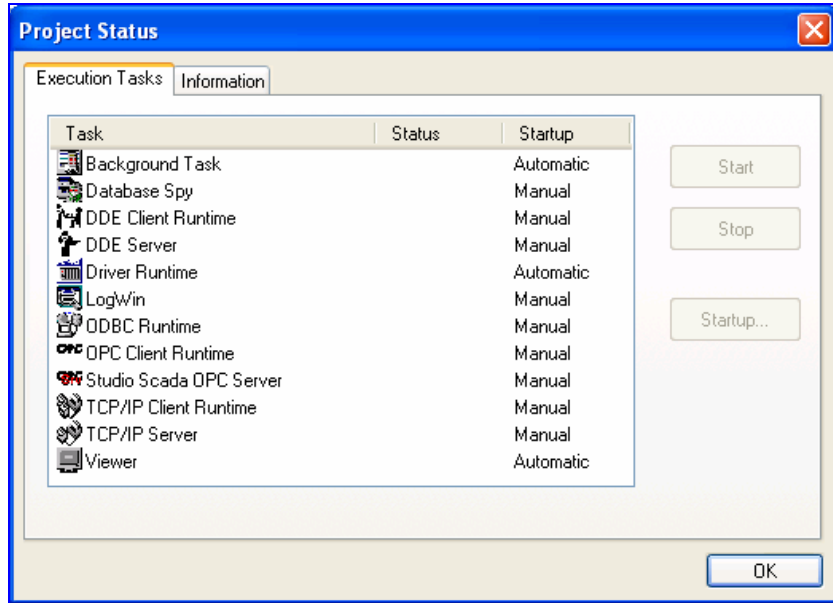 Project Status
Execution Tasks Information
Task Status Startup
Background Task Automatic
Database Spy Manual
DDE Client Runtime Manual
DDE Server Manual
Driver Runtime Automatic
LogWin Manual
ODBC Runtime Manual
OPC OPC Client Runtime Manual
OPC Studio Scada OPC Server Manual
TCP/IP Client Runtime Manual
TCP/IP Server Manual
Viewer Automatic
Start
Stop
Startup...
OK